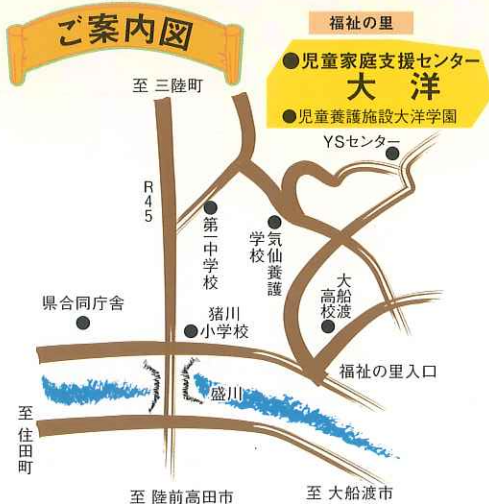 ご案内図
福祉の里
●児童家庭支援センター
大洋
●児童養護施設大洋学園
至 三陸町
YSセンター
R45
第一中学校
気仙養護
学校
大船渡
高校
県合同庁舎
猪川
小学校
福祉の里入口
盛川
至 住田町
至 陸前高田市
至 大船渡市